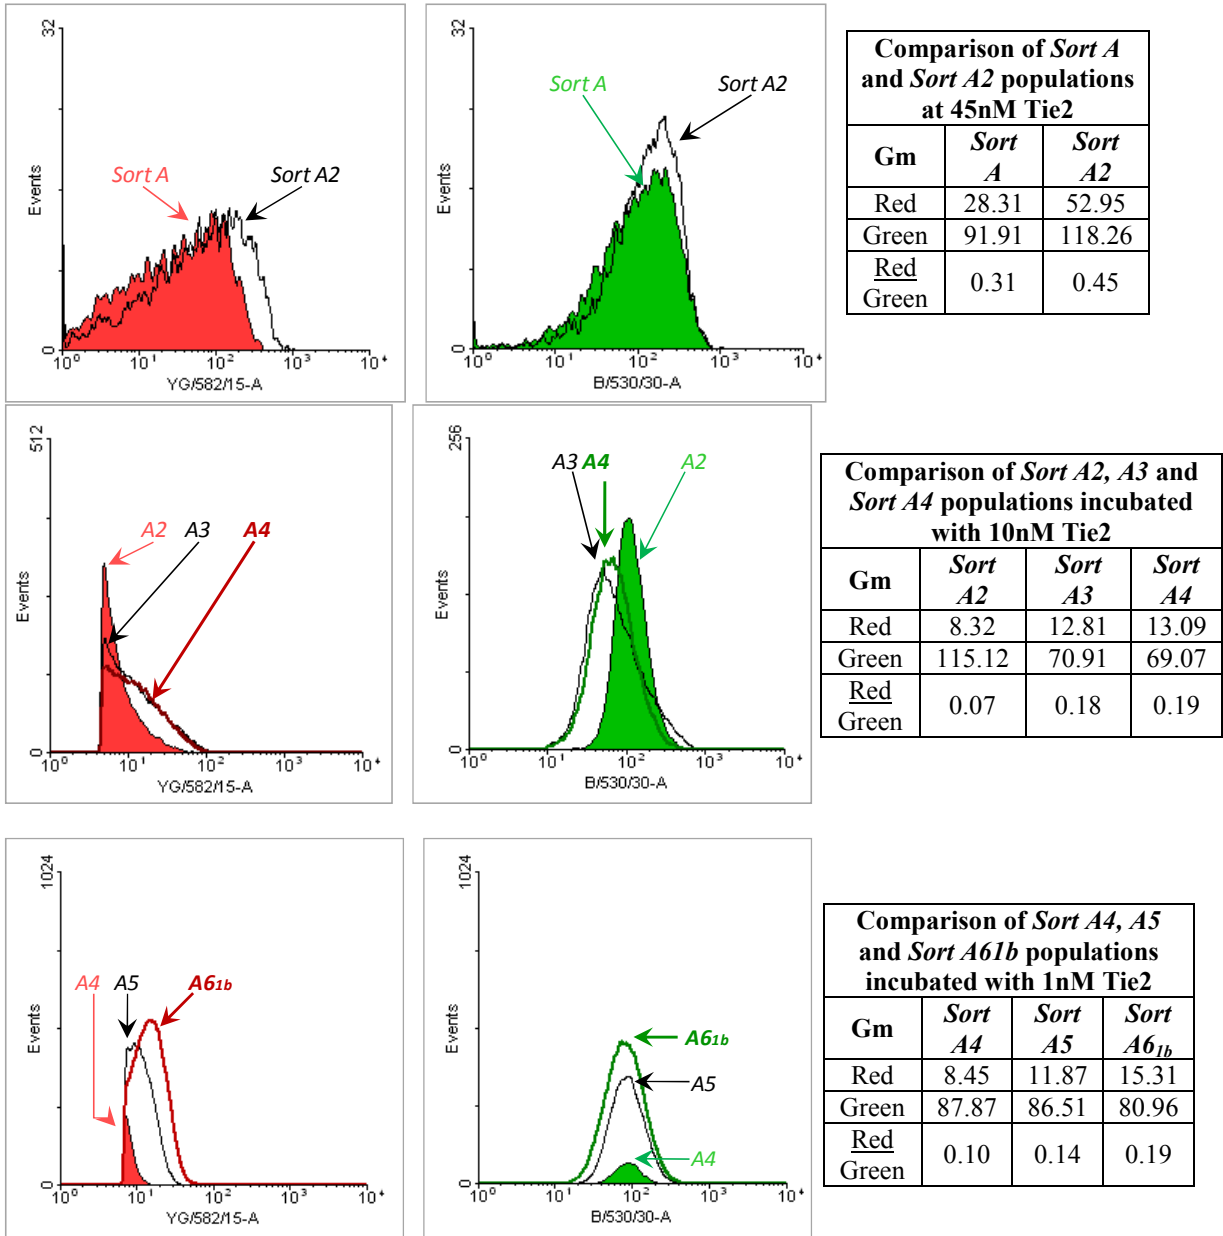 32
Sort A
Sort A2
Events
0
10⁰ 10¹ 10² 10³ 10⁴
YG/582/15-A
32
Sort A
Sort A2
Events
0
10⁰ 10¹ 10² 10³ 10⁴
B/530/30-A
Comparison of Sort A
and Sort A2 populations
at 45nM Tie2
Gm Sort A Sort A2
Red 28.31 52.95
Green 91.91 118.26
Red
Green 0.31 0.45
512
A2 A3 A4
Events
0
10⁰ 10¹ 10² 10³ 10⁴
YG/582/15-A
256
A3 A4 A2
Events
0
10⁰ 10¹ 10² 10³ 10⁴
B/530/30-A
Comparison of Sort A2, A3 and
Sort A4 populations incubated
with 10nM Tie2
Gm Sort A2 Sort A3 Sort A4
Red 8.32 12.81 13.09
Green 115.12 70.91 69.07
Red
Green 0.07 0.18 0.19
1024
A4 A5 A61b
Events
0
10⁰ 10¹ 10² 10³ 10⁴
YG/582/15-A
1024
A61b
A5
A4
Events
0
10⁰ 10¹ 10² 10³ 10⁴
B/530/30-A
Comparison of Sort A4, A5
and Sort A61b populations
incubated with 1nM Tie2
Gm Sort A4 Sort A5 Sort A61b
Red 8.45 11.87 15.31
Green 87.87 86.51 80.96
Red
Green 0.10 0.14 0.19